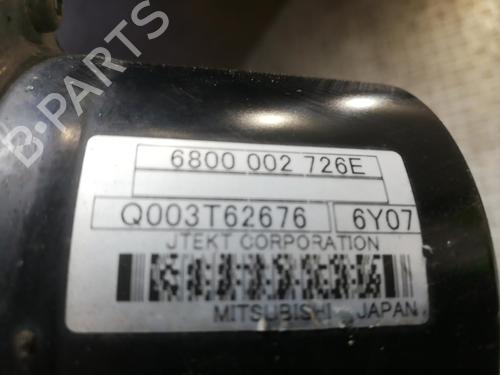 6800 002 726E
Q003T62676 6Y07
JTEKT CORPORATION
MITSUBISHI JAPAN
B-PARTS